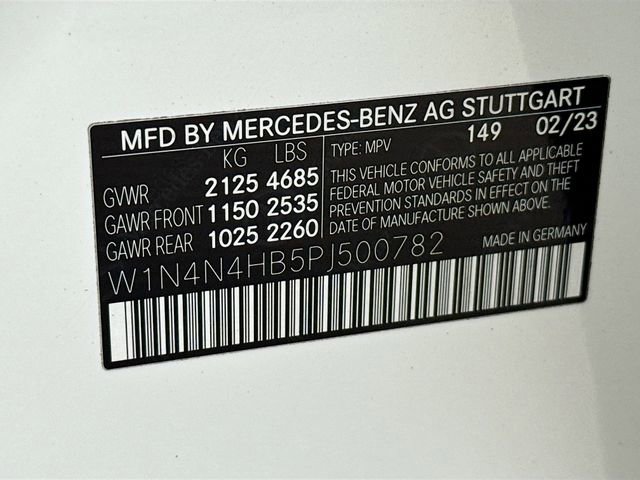 MFD BY MERCEDES-BENZ AG STUTTGART
KG LBS
GVWR 2125 4685
GAWR FRONT 1150 2535
GAWR REAR 1025 2260
TYPE: MPV 149 02/23
THIS VEHICLE CONFORMS TO ALL APPLICABLE
FEDERAL MOTOR VEHICLE SAFETY AND THEFT
PREVENTION STANDARDS IN EFFECT ON THE
DATE OF MANUFACTURE SHOWN ABOVE.
W1N4N4HB5PJ500782
MADE IN GERMANY